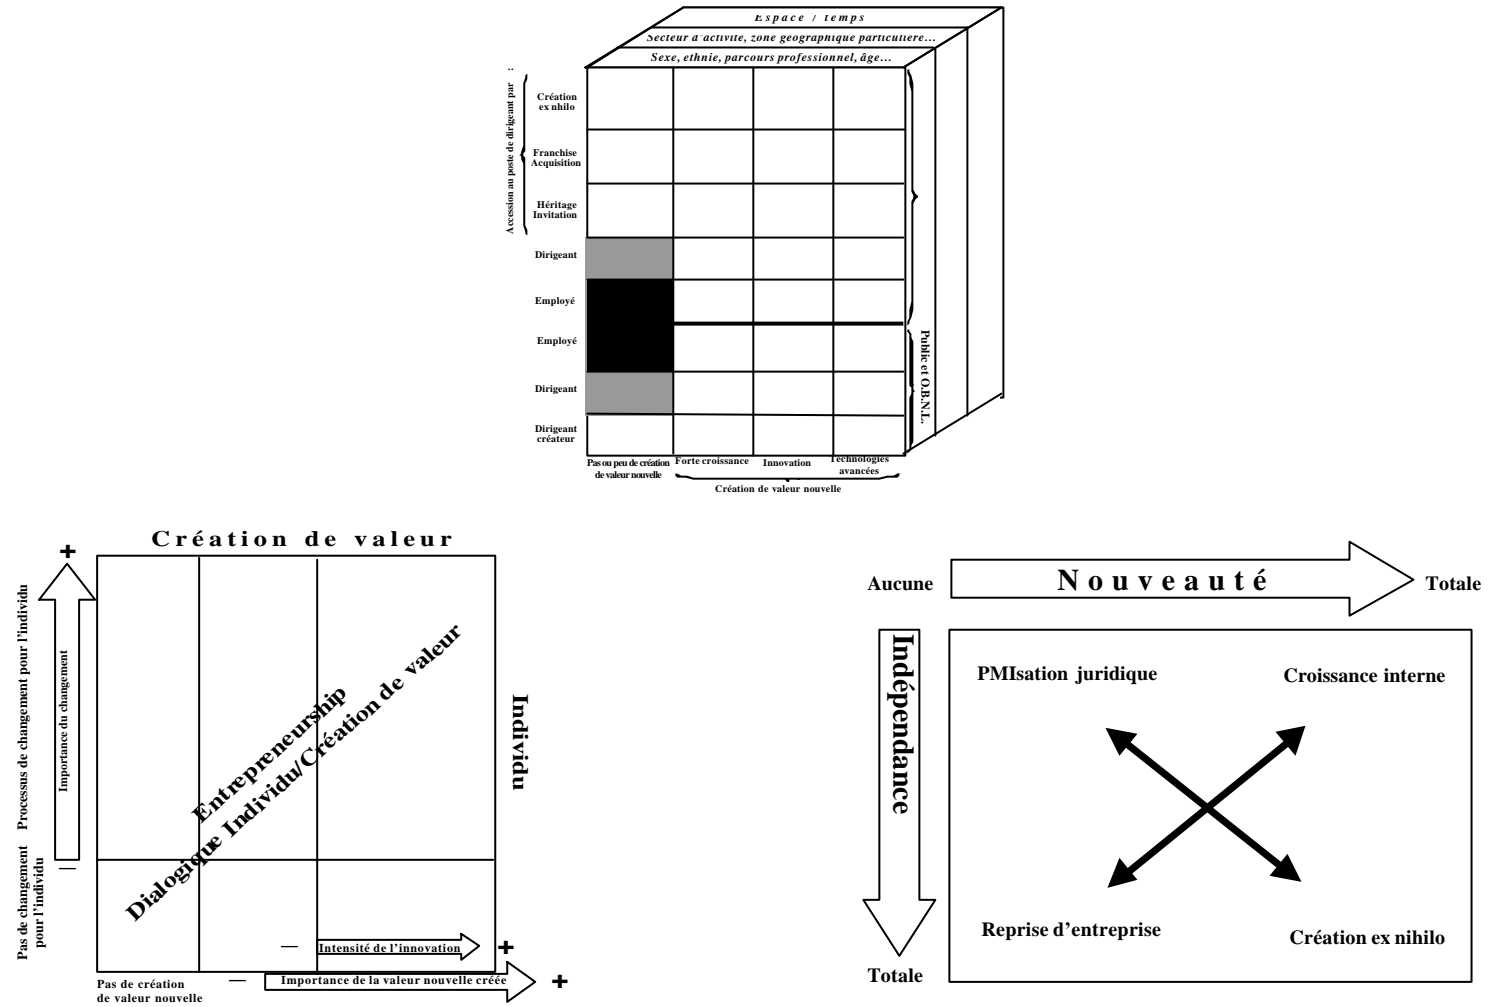 Espace / temps
Secteur d'activité, zone géographique particulière...
Sexe, ethnie, parcours professionnel, âge...
Accession au poste de dirigeant par :
Création
ex nhilo
Franchise
Acquisition
Héritage
Invitation
Dirigeant
Employé
Employé
Dirigeant
Dirigeant
créateur
Public et O.B.N.L.
Pas ou peu de création
de valeur nouvelle
Forte croissance
Innovation
Technologies
avancées
Création de valeur nouvelle
Création de valeur
+
Processus de changement pour l'individu
Importance du changement
—
Pas de changement
pour l'individu
Entrepreneurship
Dialogique Individu/Création de valeur
Individu
— Intensité de l'innovation +
Pas de création
de valeur nouvelle
— Importance de la valeur nouvelle créée +
Aucune
Nouveauté
Totale
Indépendance
Totale
PMIsation juridique
Croissance interne
Reprise d'entreprise
Création ex nihilo